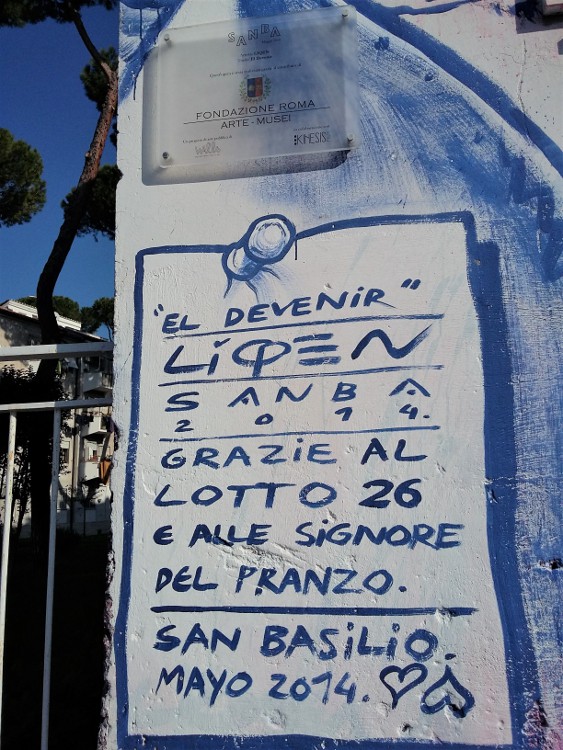 SANBA
FONDAZIONE ROMA
ARTE - MUSEI
KINESIS
"EL DEVENIR"
LIQEN
SANBA
2014.
GRAZIE AL
LOTTO 26
E ALLE SIGNORE
DEL PRANZO.
SAN BASILIO.
MAYO 2014.